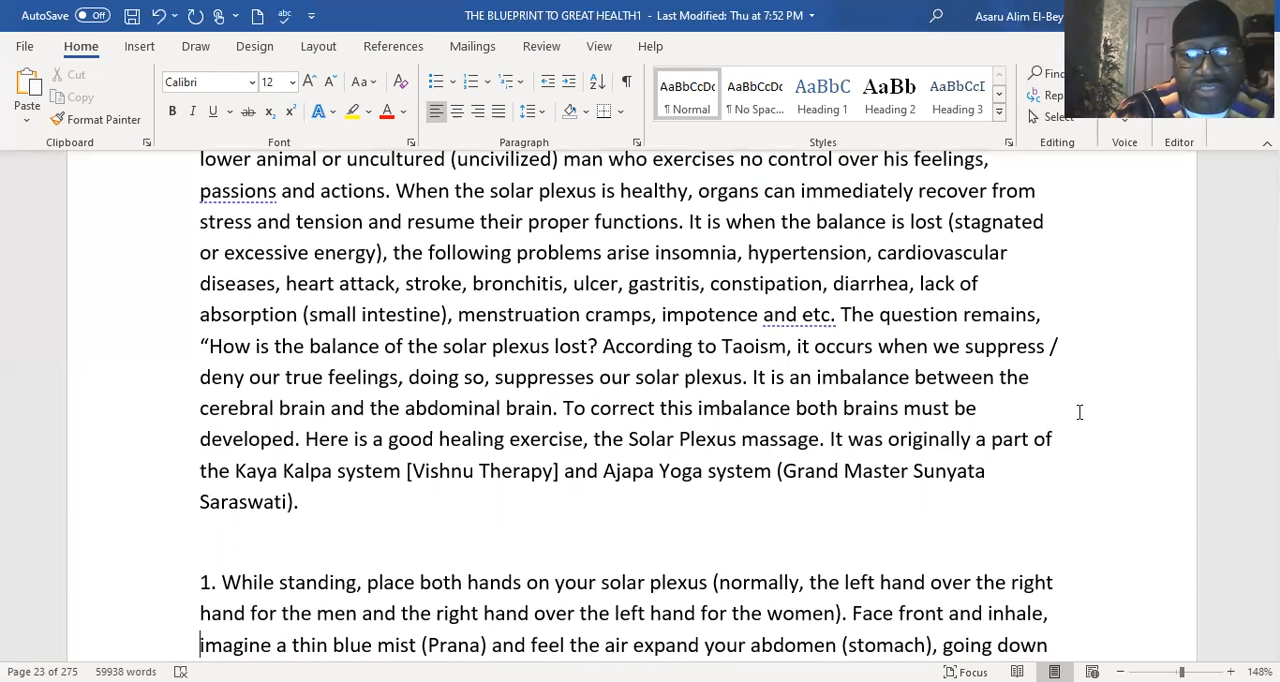 AutoSave Off THE BLUEPRINT TO GREAT HEALTH1 - Last Modified: Thu at 7:52 PM Asaru Alim El-Bey
File Home Insert Draw Design Layout References Mailings Review View Help
Paste Cut Copy Format Painter
Calibri 12 Aa
B I U ab x₂ x² A A
AaBbCcDc AaBbCcDc AaBbC AaBb AaBbCcI
¶ Normal ¶ No Spac... Heading 1 Heading 2 Heading 3
Find
Rep
Select
Clipboard Font Paragraph Styles Editing Voice Editor
lower animal or uncultured (uncivilized) man who exercises no control over his feelings,
passions and actions. When the solar plexus is healthy, organs can immediately recover from
stress and tension and resume their proper functions. It is when the balance is lost (stagnated
or excessive energy), the following problems arise insomnia, hypertension, cardiovascular
diseases, heart attack, stroke, bronchitis, ulcer, gastritis, constipation, diarrhea, lack of
absorption (small intestine), menstruation cramps, impotence and etc. The question remains,
“How is the balance of the solar plexus lost? According to Taoism, it occurs when we suppress /
deny our true feelings, doing so, suppresses our solar plexus. It is an imbalance between the
cerebral brain and the abdominal brain. To correct this imbalance both brains must be
developed. Here is a good healing exercise, the Solar Plexus massage. It was originally a part of
the Kaya Kalpa system [Vishnu Therapy] and Ajapa Yoga system (Grand Master Sunyata
Saraswati).
1. While standing, place both hands on your solar plexus (normally, the left hand over the right
hand for the men and the right hand over the left hand for the women). Face front and inhale,
imagine a thin blue mist (Prana) and feel the air expand your abdomen (stomach), going down
Page 23 of 275 59938 words Focus 148%